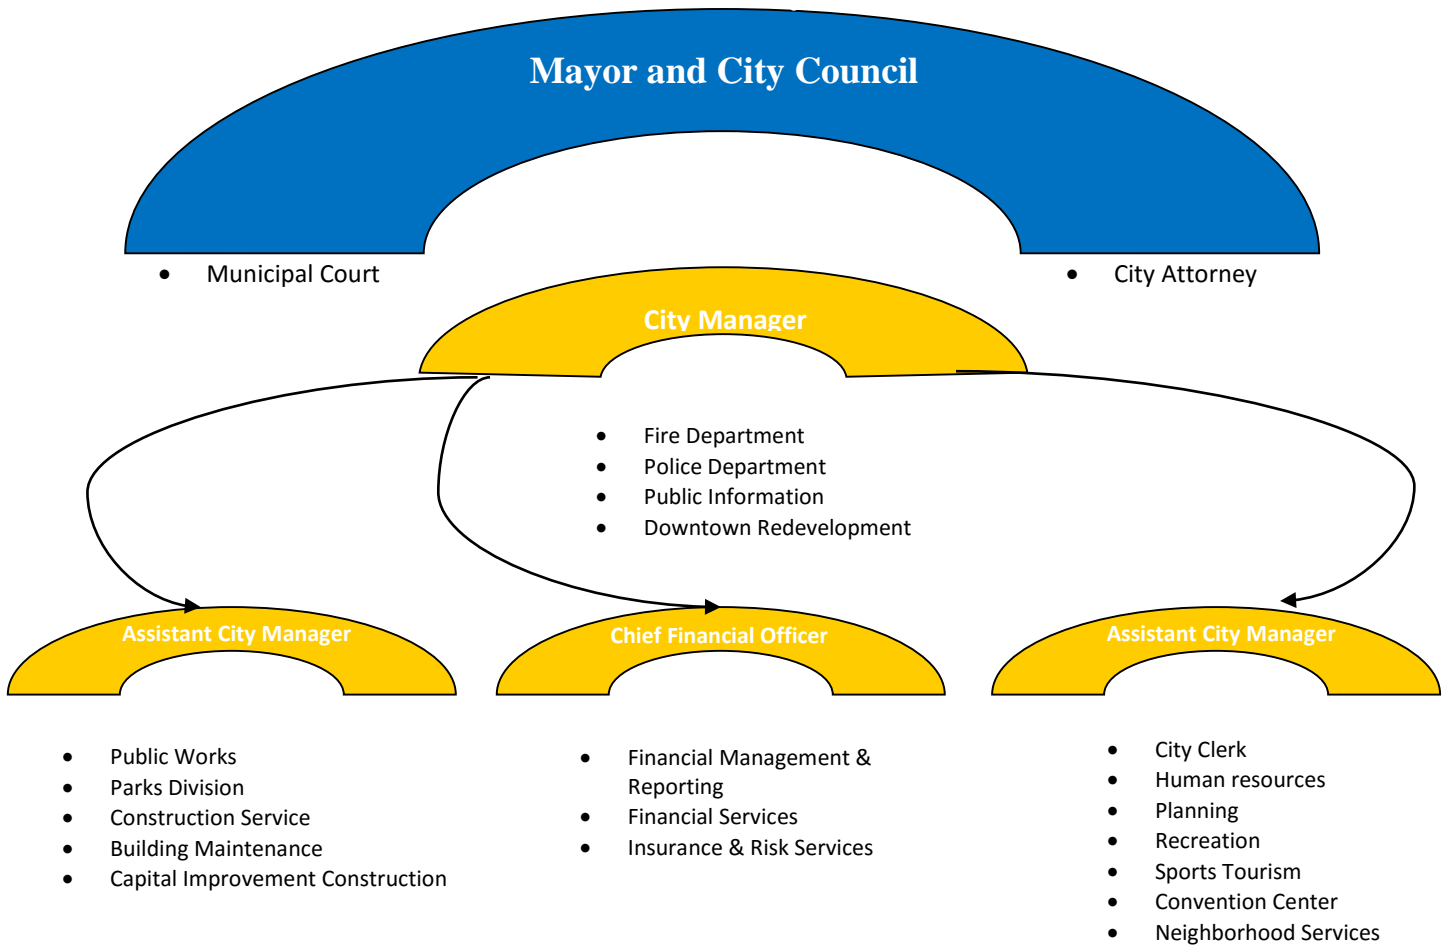 Mayor and City Council
• Municipal Court
• City Attorney
City Manager
• Fire Department
• Police Department
• Public Information
• Downtown Redevelopment
Assistant City Manager
Chief Financial Officer
Assistant City Manager
• Public Works
• Parks Division
• Construction Service
• Building Maintenance
• Capital Improvement Construction
• Financial Management &
Reporting
• Financial Services
• Insurance & Risk Services
• City Clerk
• Human resources
• Planning
• Recreation
• Sports Tourism
• Convention Center
• Neighborhood Services